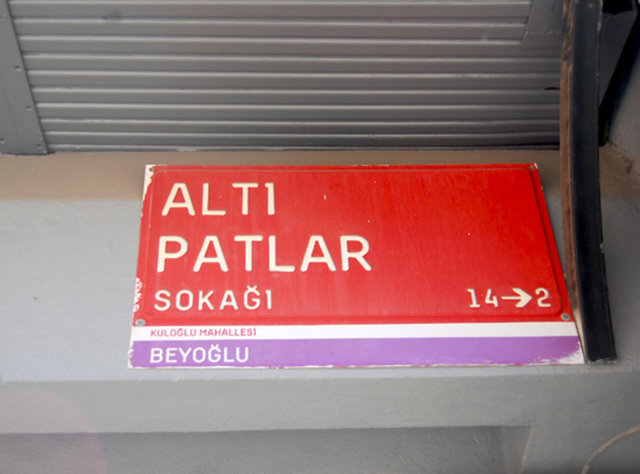 ALTI
PATLAR
SOKAĞI 14→2
KULOĞLU MAHALLESİ
BEYOĞLU